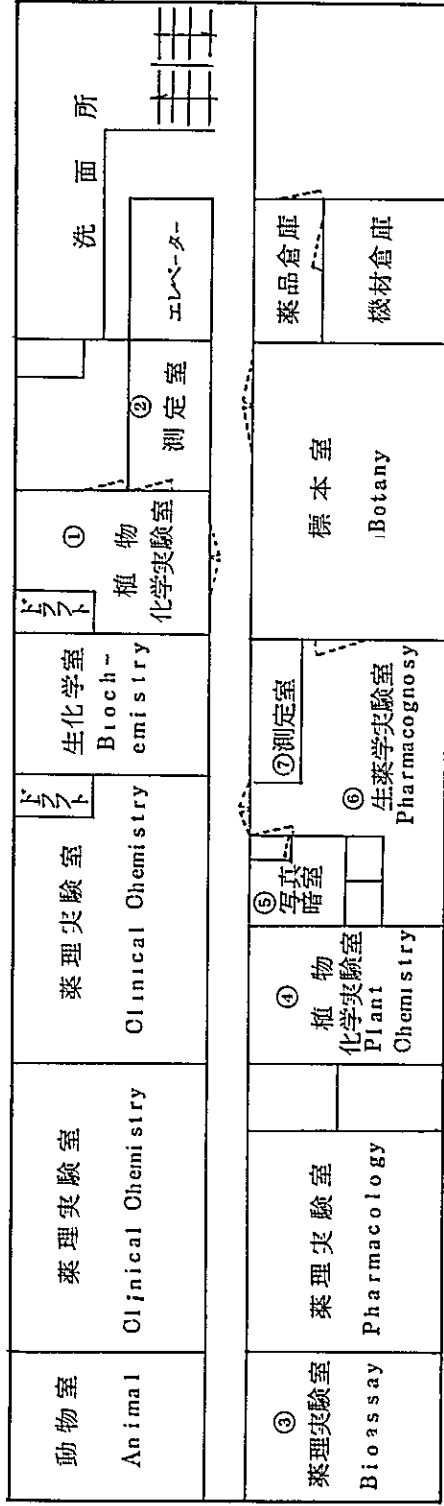 動物室
Animal
薬理実験室
Clinical Chemistry
薬理実験室
Clinical Chemistry
ドラフト
生化学室
Bioch-
emistry
ドラフト
①
植物
化学実験室
②
測定室
洗面所
エレベーター
③
薬理実験室
Bioassay
薬理実験室
Pharmacology
④
植物
化学実験室
Plant
Chemistry
⑤
写真
暗室
⑦測定室
⑥
生薬学実験室
Pharmacognosy
標本室
Botany
薬品倉庫
機材倉庫